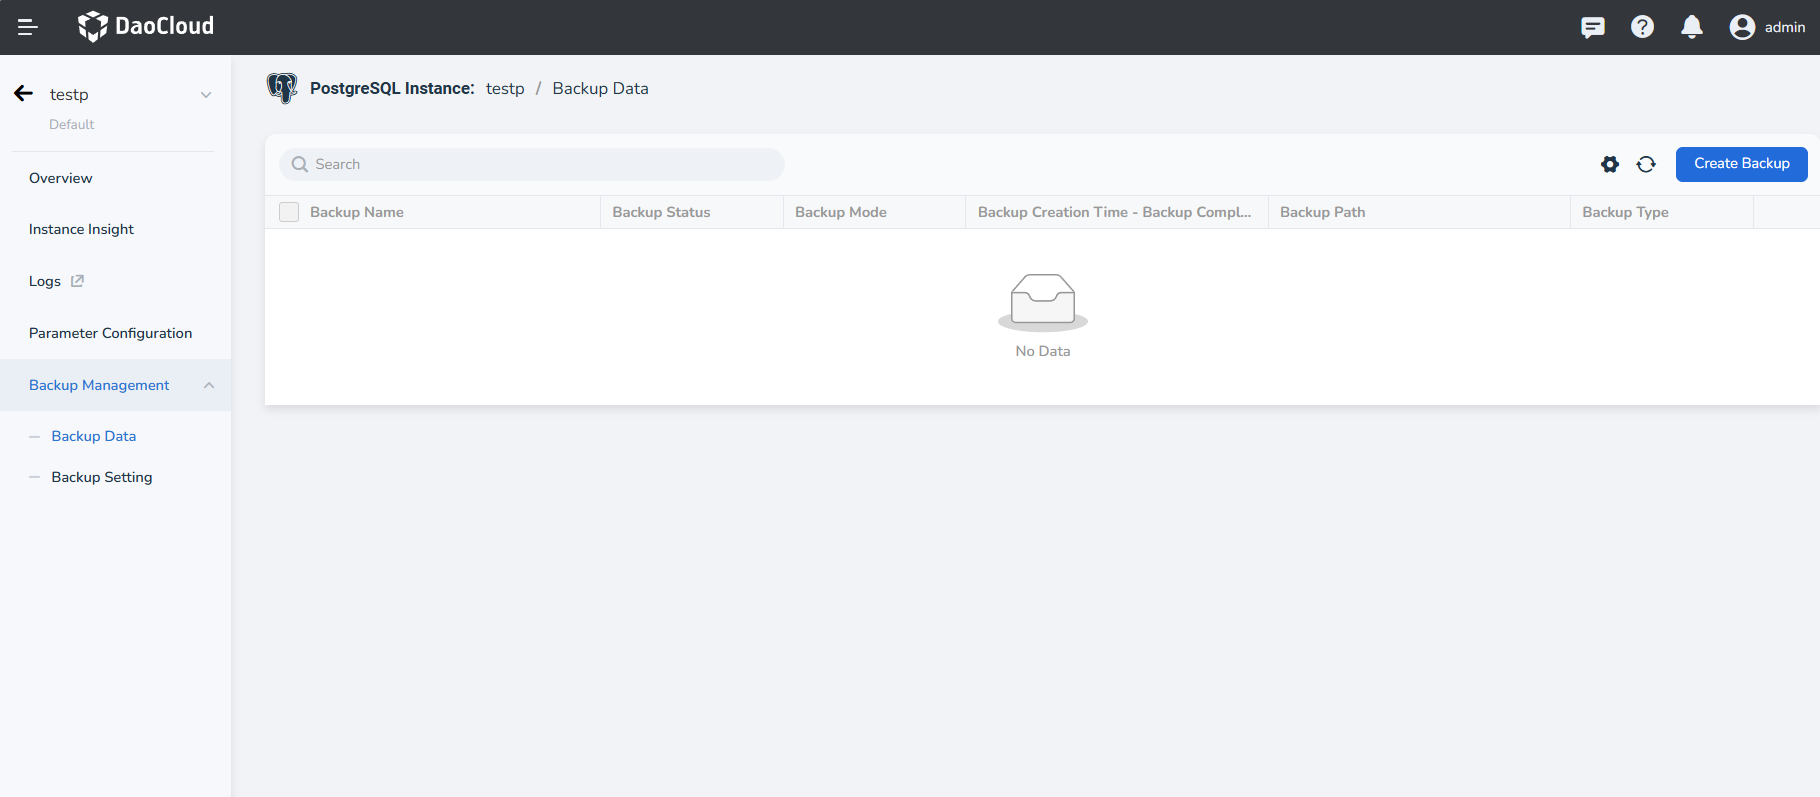 DaoCloud
admin
testp
Default
Overview
Instance Insight
Logs
Parameter Configuration
Backup Management
Backup Data
Backup Setting
PostgreSQL Instance: testp / Backup Data
Search
Create Backup
Backup Name Backup Status Backup Mode Backup Creation Time - Backup Compl... Backup Path Backup Type
No Data